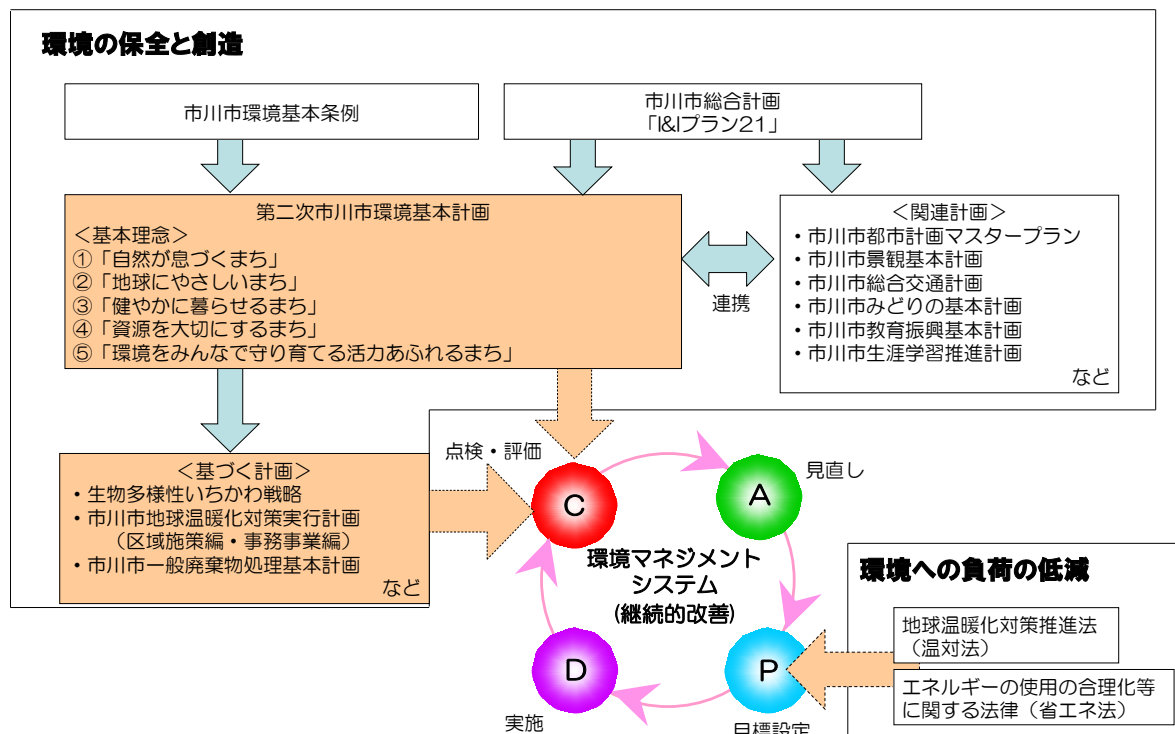 環境の保全と創造
市川市環境基本条例
市川市総合計画
「I&Iプラン21」
第二次市川市環境基本計画
＜基本理念＞
①「自然が息づくまち」
②「地球にやさしいまち」
③「健やかに暮らせるまち」
④「資源を大切にするまち」
⑤「環境をみんなで守り育てる活力あふれるまち」
連携
＜関連計画＞
・市川市都市計画マスタープラン
・市川市景観基本計画
・市川市総合交通計画
・市川市みどりの基本計画
・市川市教育振興基本計画
・市川市生涯学習推進計画
など
＜基づく計画＞
・生物多様性いちかわ戦略
・市川市地球温暖化対策実行計画
（区域施策編・事務事業編）
・市川市一般廃棄物処理基本計画
など
点検・評価
C
A
見直し
環境マネジメント
システム
(継続的改善)
D
実施
P
目標設定
環境への負荷の低減
地球温暖化対策推進法
（温対法）
エネルギーの使用の合理化等
に関する法律（省エネ法）